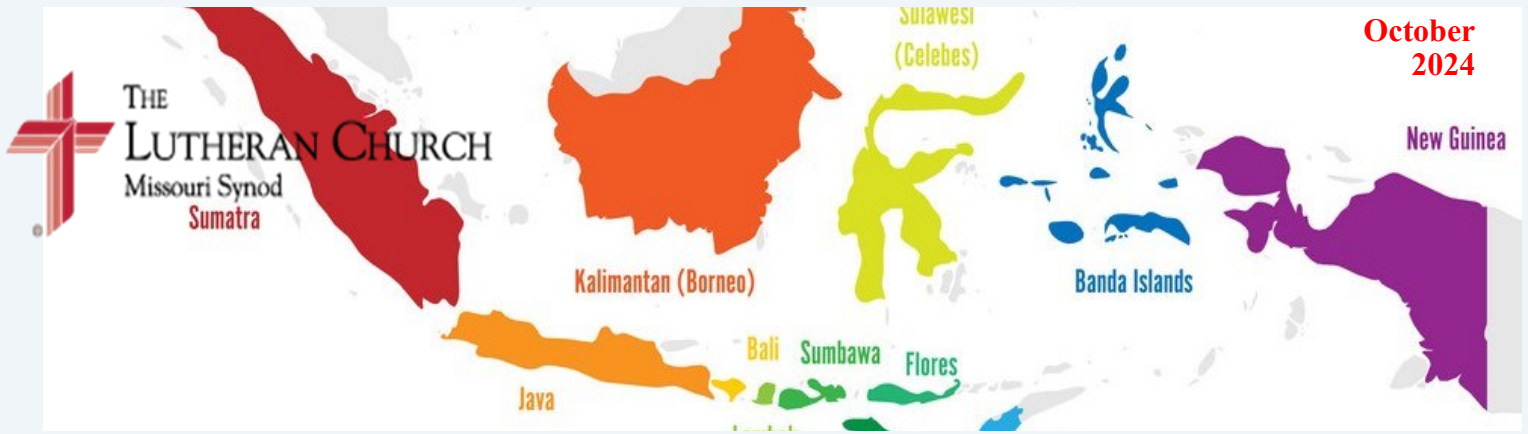 October
2024
Sulawesi
(Celebes)
THE
LUTHERAN CHURCH
Missouri Synod
®
Sumatra
New Guinea
Kalimantan (Borneo)
Banda Islands
Bali
Sumbawa
Flores
Java